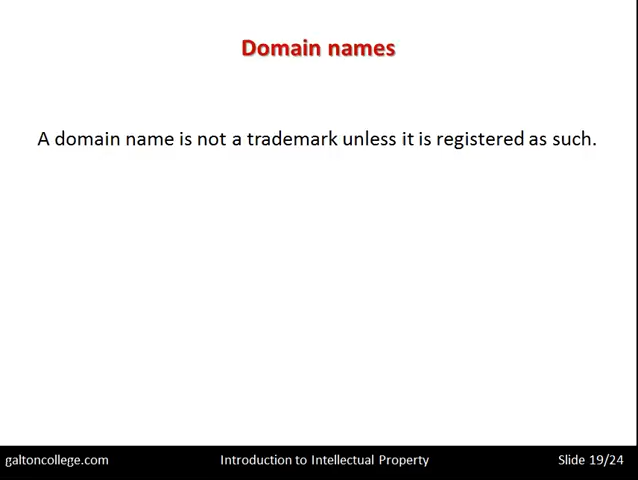 Domain names
A domain name is not a trademark unless it is registered as such.
galtoncollege.com
Introduction to Intellectual Property
Slide 19/24